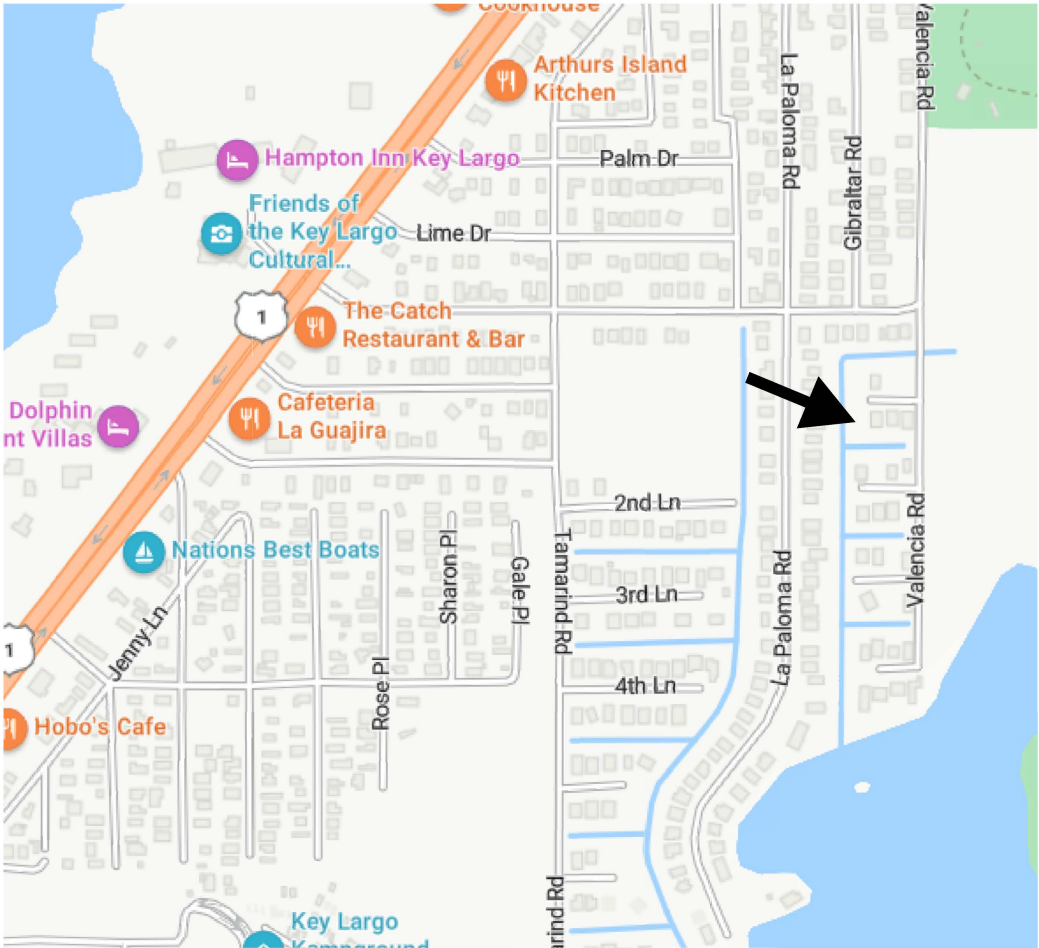 Cookhouse
Arthurs Island
Kitchen
Valencia Rd
La Paloma Rd
Gibraltar Rd
Hampton Inn Key Largo
Palm Dr
Friends of
the Key Largo
Cultural...
Lime Dr
1
The Catch
Restaurant & Bar
Dolphin
nt Villas
Cafeteria
La Guajira
2nd Ln
Valencia Rd
Nations Best Boats
Sharon Pl
Gale Pl
Tamarind Rd
3rd Ln
La Paloma Rd
Jenny Ln
1
4th Ln
Rose Pl
Hobo's Cafe
arind Rd
Key Largo
Kampground